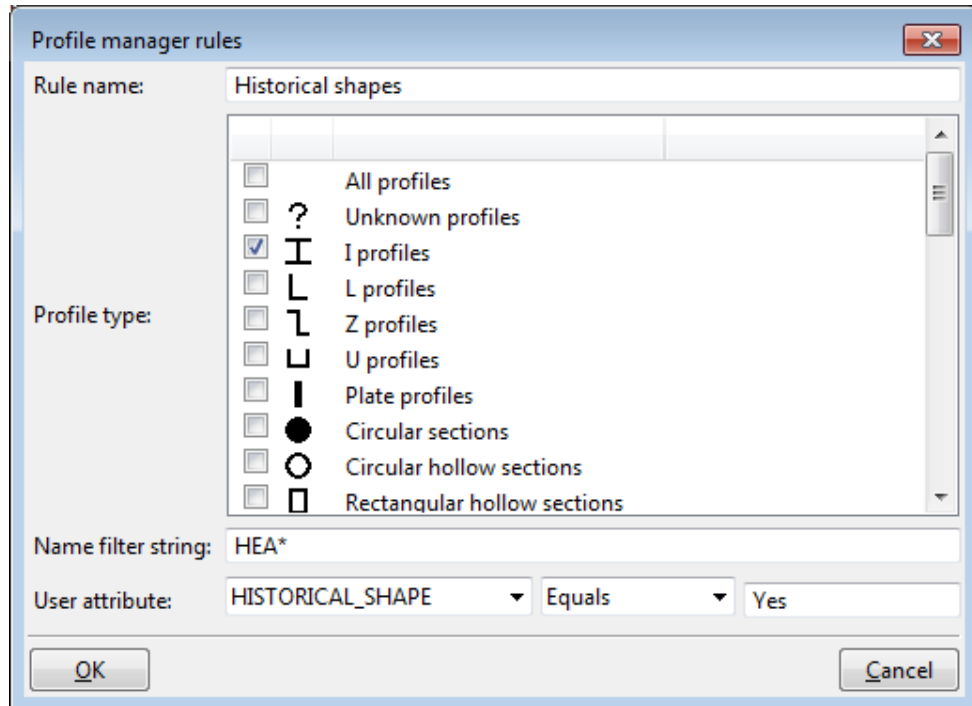 Profile manager rules
Rule name: Historical shapes
All profiles
? Unknown profiles
I profiles
L profiles
Z profiles
Profile type:
U profiles
Plate profiles
Circular sections
Circular hollow sections
Rectangular hollow sections
Name filter string: HEA*
User attribute: HISTORICAL_SHAPE Equals Yes
OK Cancel